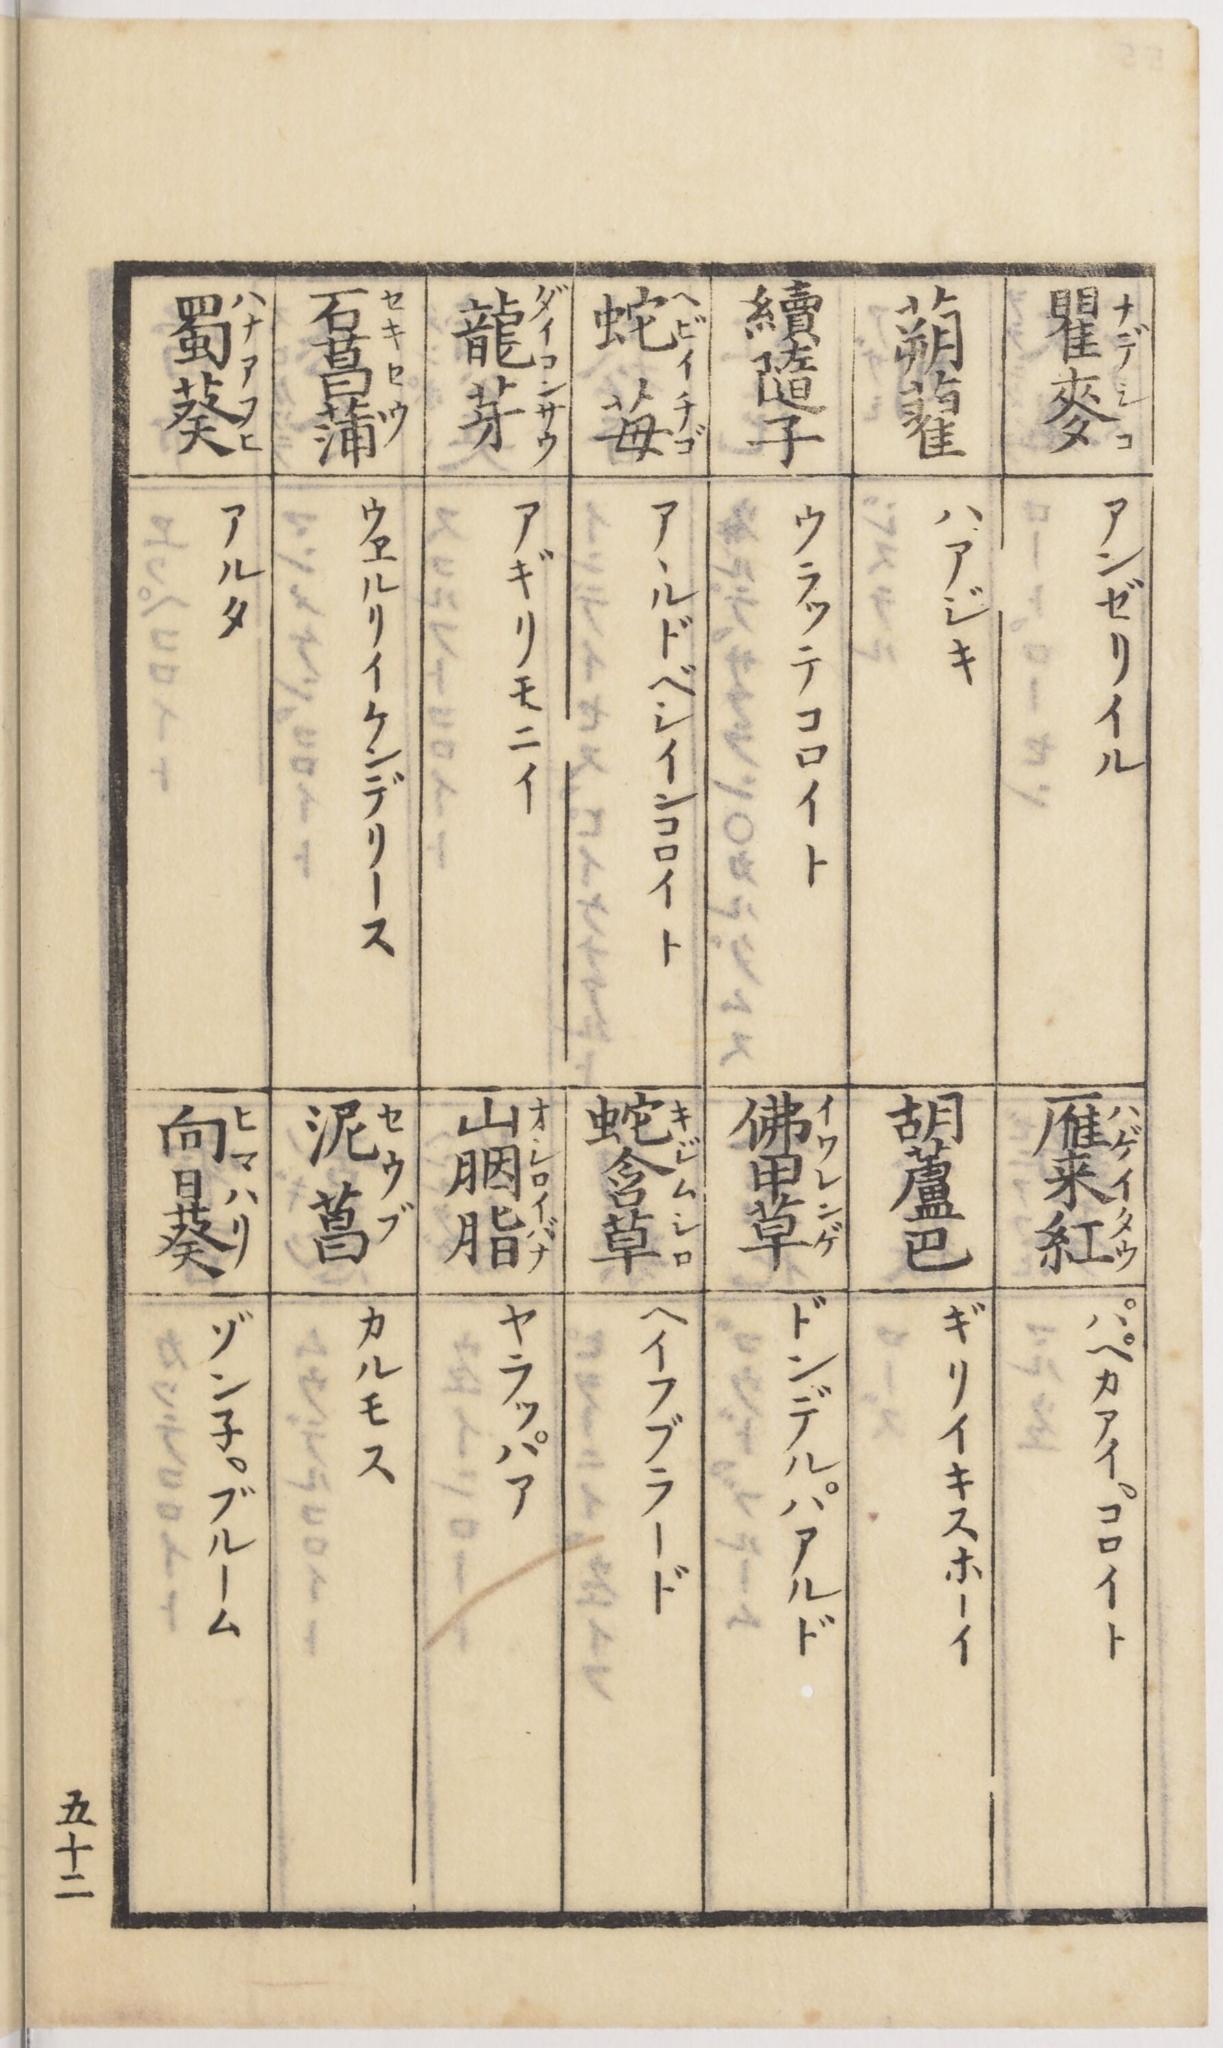 瞿麥 ナデシコ
アンゼリイル
雁来紅 ハゲイタウ
パペカアイ。コロイト
蒴藋
ハアジキ
胡蘆巴
ギリイキスホーイ
續隨子
ウラッテコロイト
佛甲草 イワレンゲ
ドンデルパアルド
蛇苺 ヘビイチゴ
アヽルドベシインコロイト
蛇含草 キジムシロ
ヘイフブラード
龍芽 ダイコンサウ
アギリモニイ
山胭脂 オシロイバナ
ヤラッパア
石菖蒲 セキセウ
ウヱルリイケンデリース
泥菖 セウブ
カルモス
蜀葵 ハナアフヒ
アルタ
向日葵 ヒマハリ
ゾン子。ブルーム
五十二